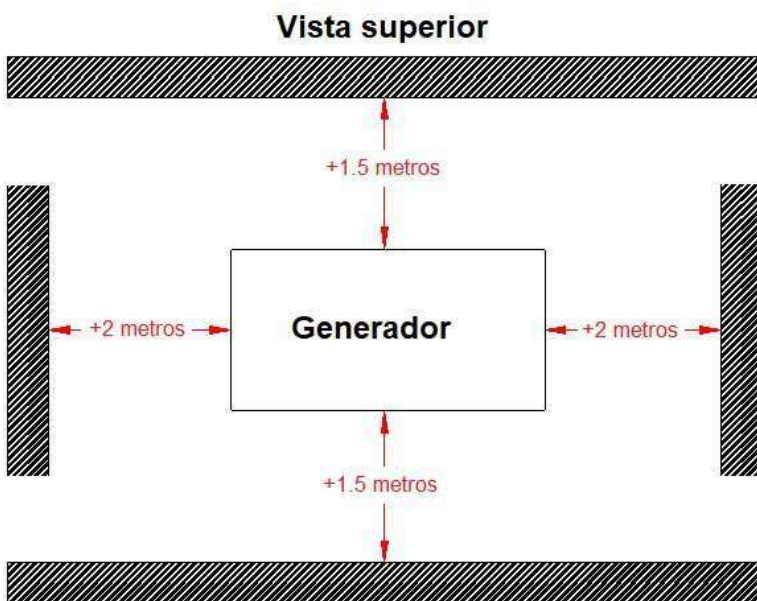 Vista superior
+1.5 metros
+2 metros
Generador
+2 metros
+1.5 metros